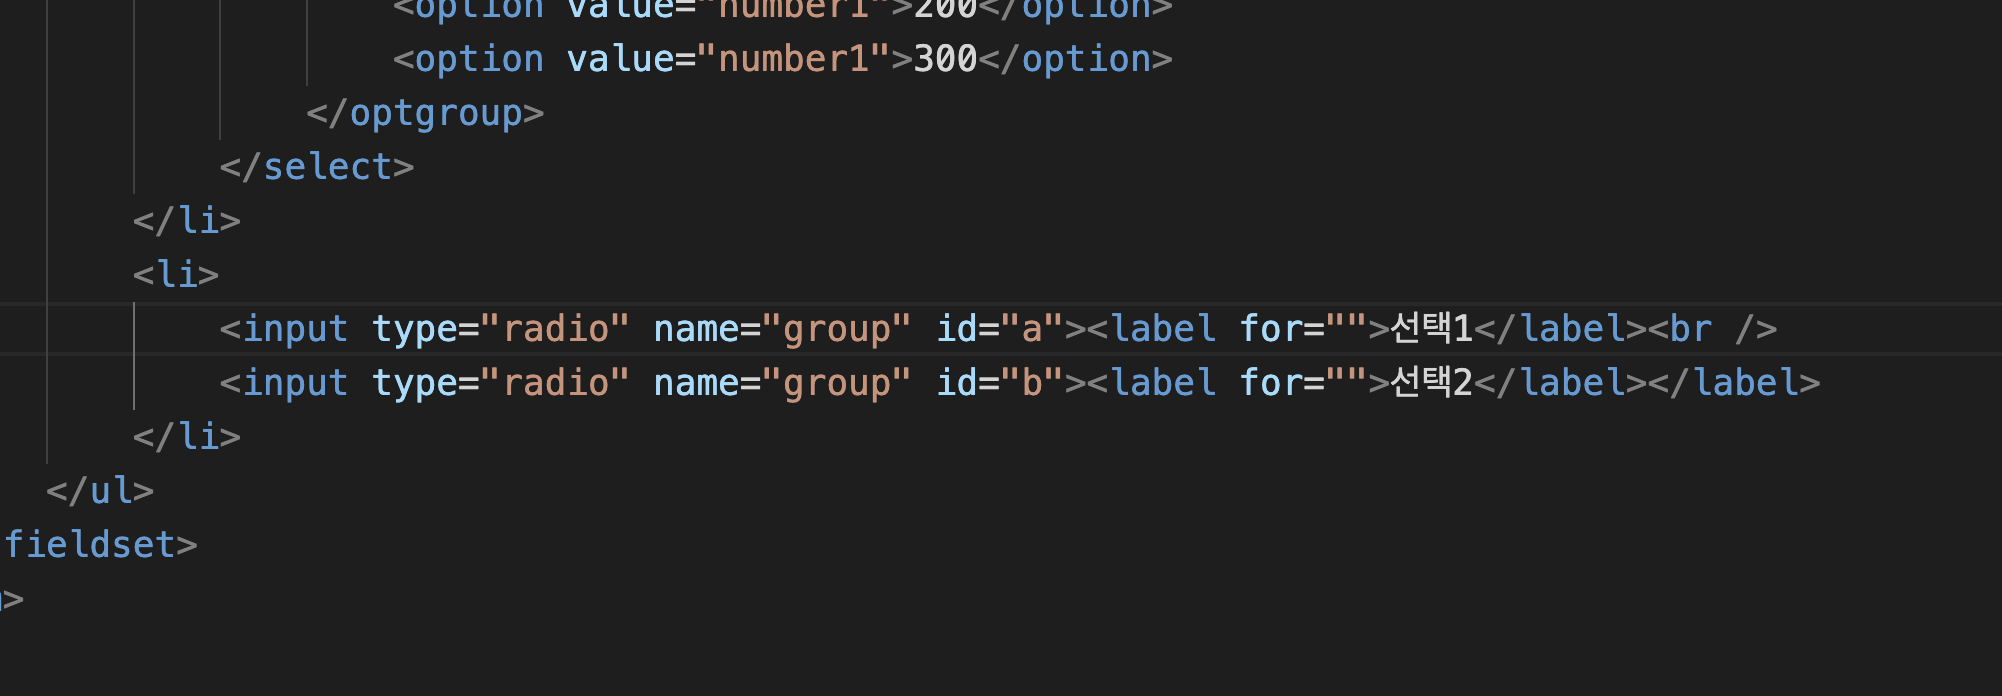 <option value="number1">200</option>
<option value="number1">300</option>
</optgroup>
</select>
</li>
<li>
<input type="radio" name="group" id="a"><label for="">선택1</label><br />
<input type="radio" name="group" id="b"><label for="">선택2</label></label>
</li>
</ul>
fieldset>
>